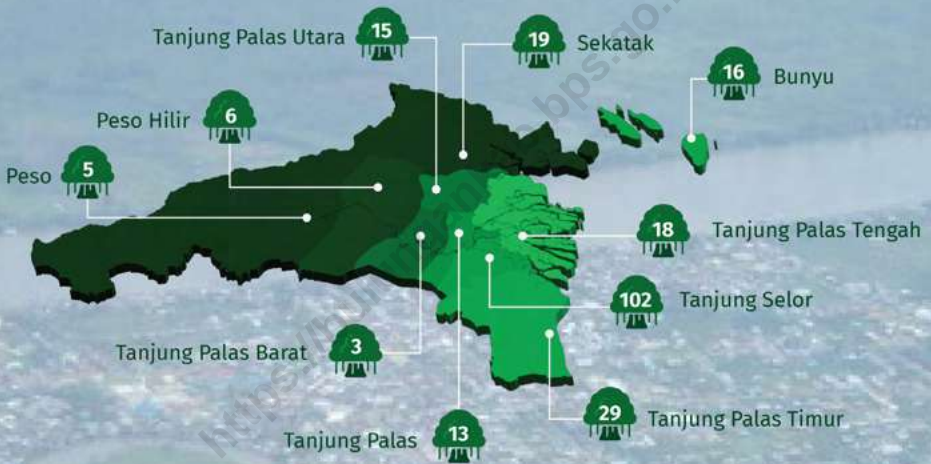 15
Tanjung Palas Utara
19
Sekatak
16
Bunyu
6
Peso Hilir
5
Peso
18
Tanjung Palas Tengah
102
Tanjung Selor
3
Tanjung Palas Barat
29
Tanjung Palas Timur
13
Tanjung Palas